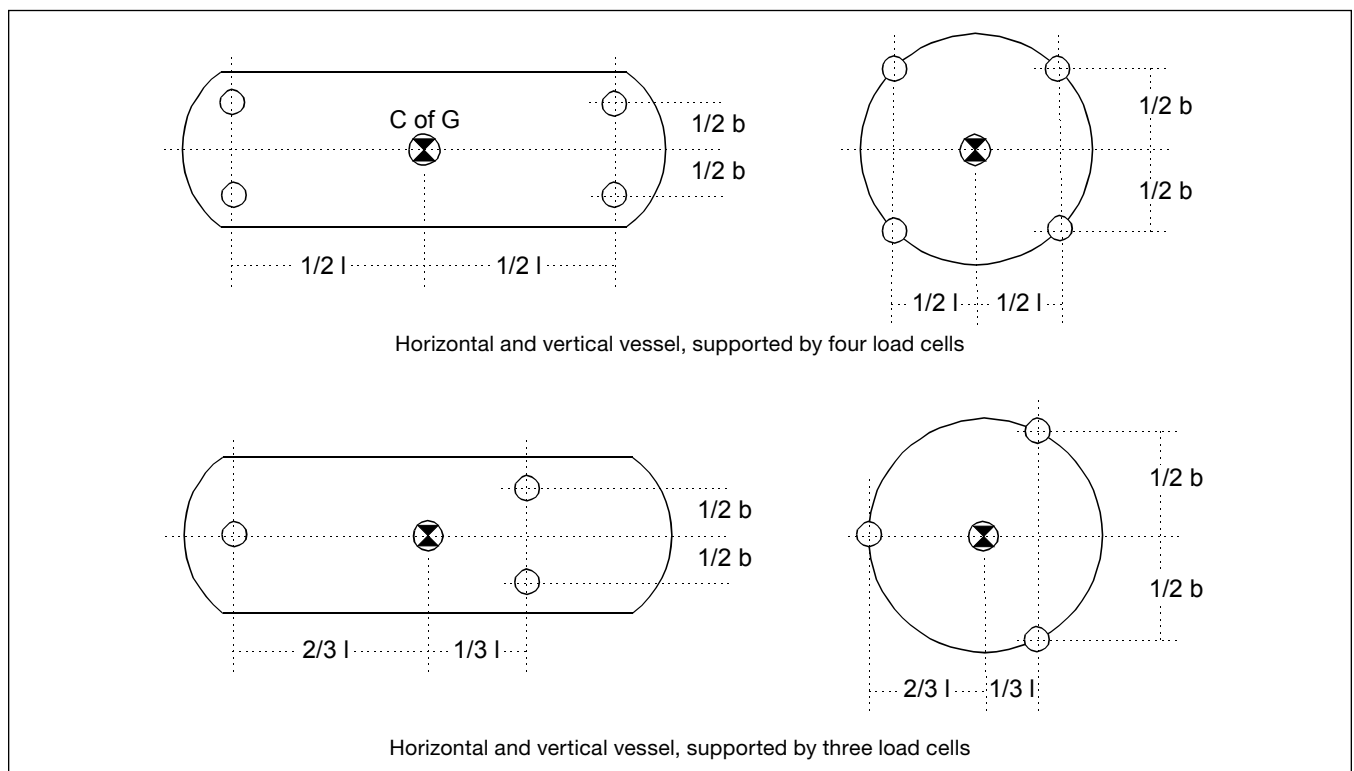 C of G
1/2 b
1/2 b
1/2 l
1/2 l
1/2 b
1/2 b
1/2 l
1/2 l
Horizontal and vertical vessel, supported by four load cells
1/2 b
1/2 b
2/3 l
1/3 l
1/2 b
1/2 b
2/3 l
1/3 l
Horizontal and vertical vessel, supported by three load cells